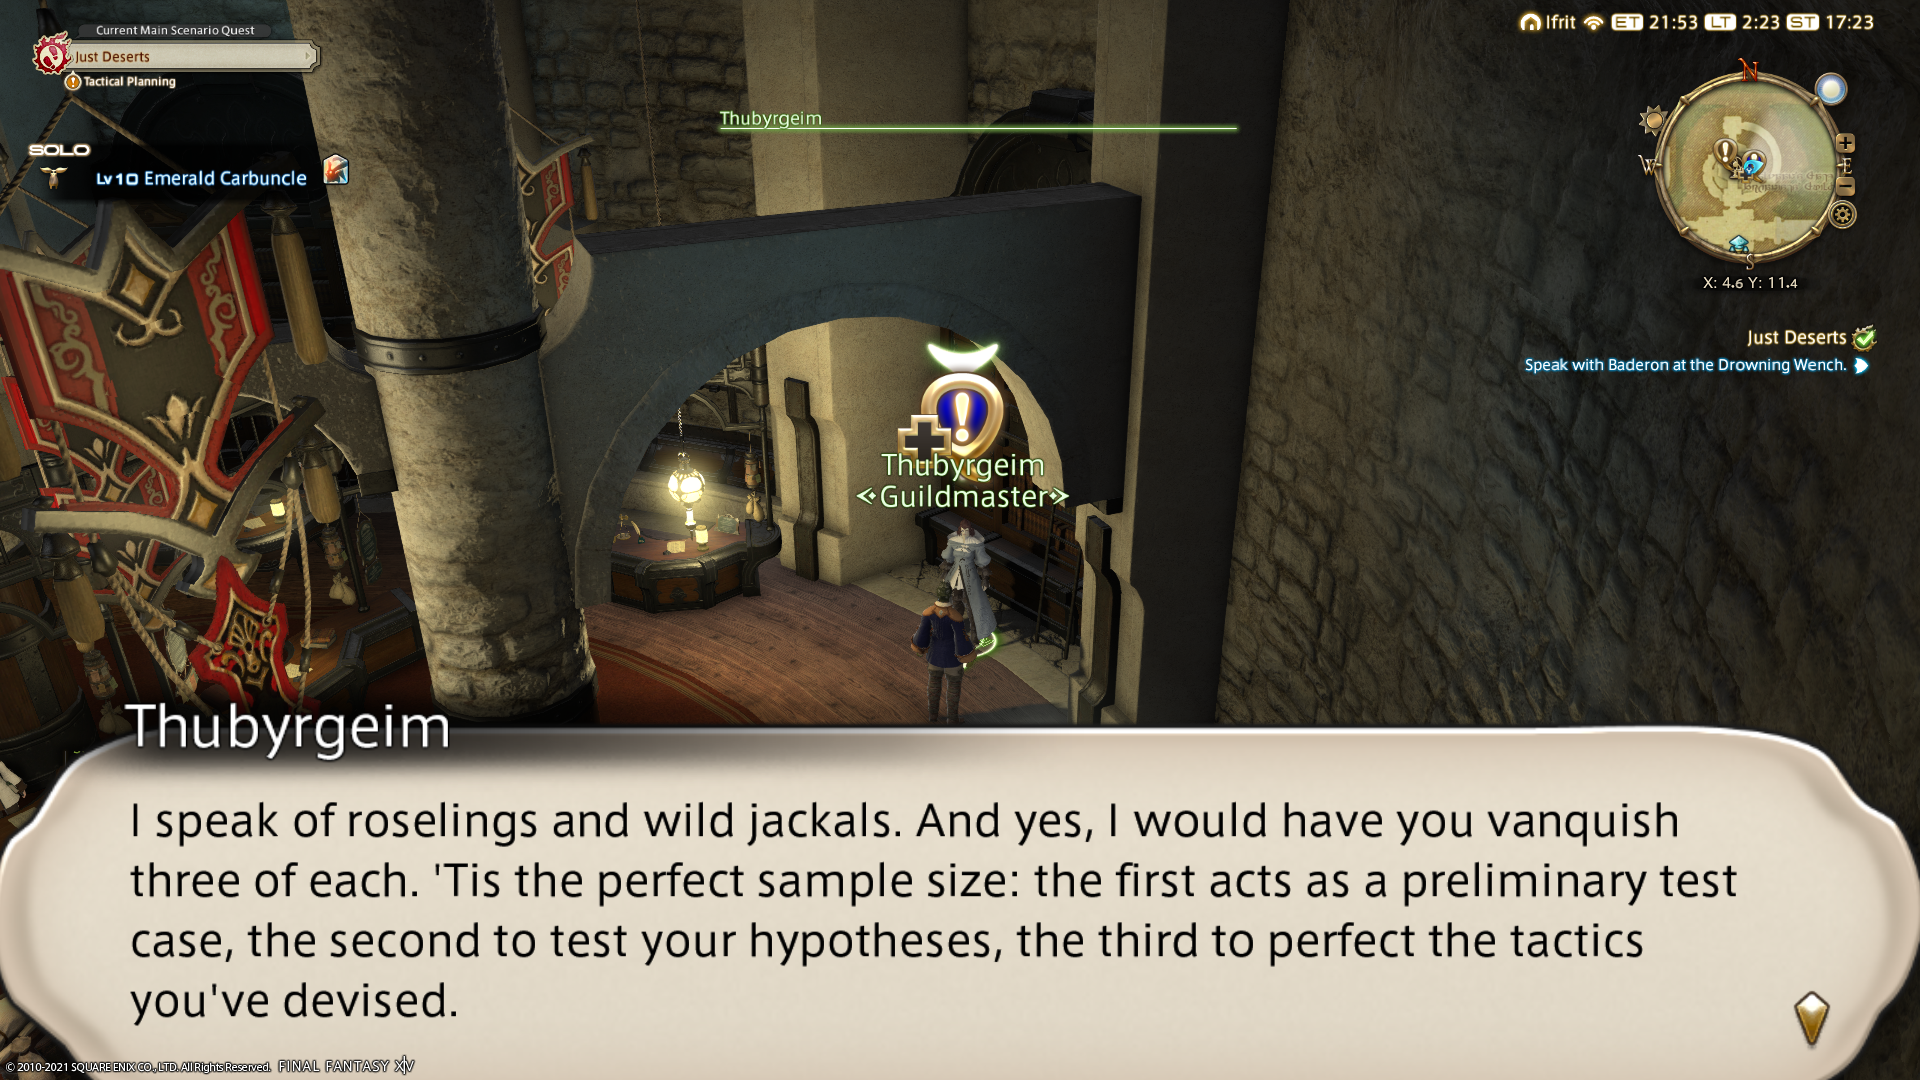 Current Main Scenario Quest
Just Deserts
Tactical Planning
SOLO
Lv10 Emerald Carbuncle
Thubyrgeim
Ifrit ET 21:53 LT 2:23 ST 17:23
N
W
E
S
X: 4.6 Y: 11.4
Just Deserts
Speak with Baderon at the Drowning Wench.
Thubyrgeim
Guildmaster
Thubyrgeim
I speak of roselings and wild jackals. And yes, I would have you vanquish
three of each. 'Tis the perfect sample size: the first acts as a preliminary test
case, the second to test your hypotheses, the third to perfect the tactics
you've devised.
© 2010-2021 SQUARE ENIX CO., LTD. All Rights Reserved. FINAL FANTASY XIV